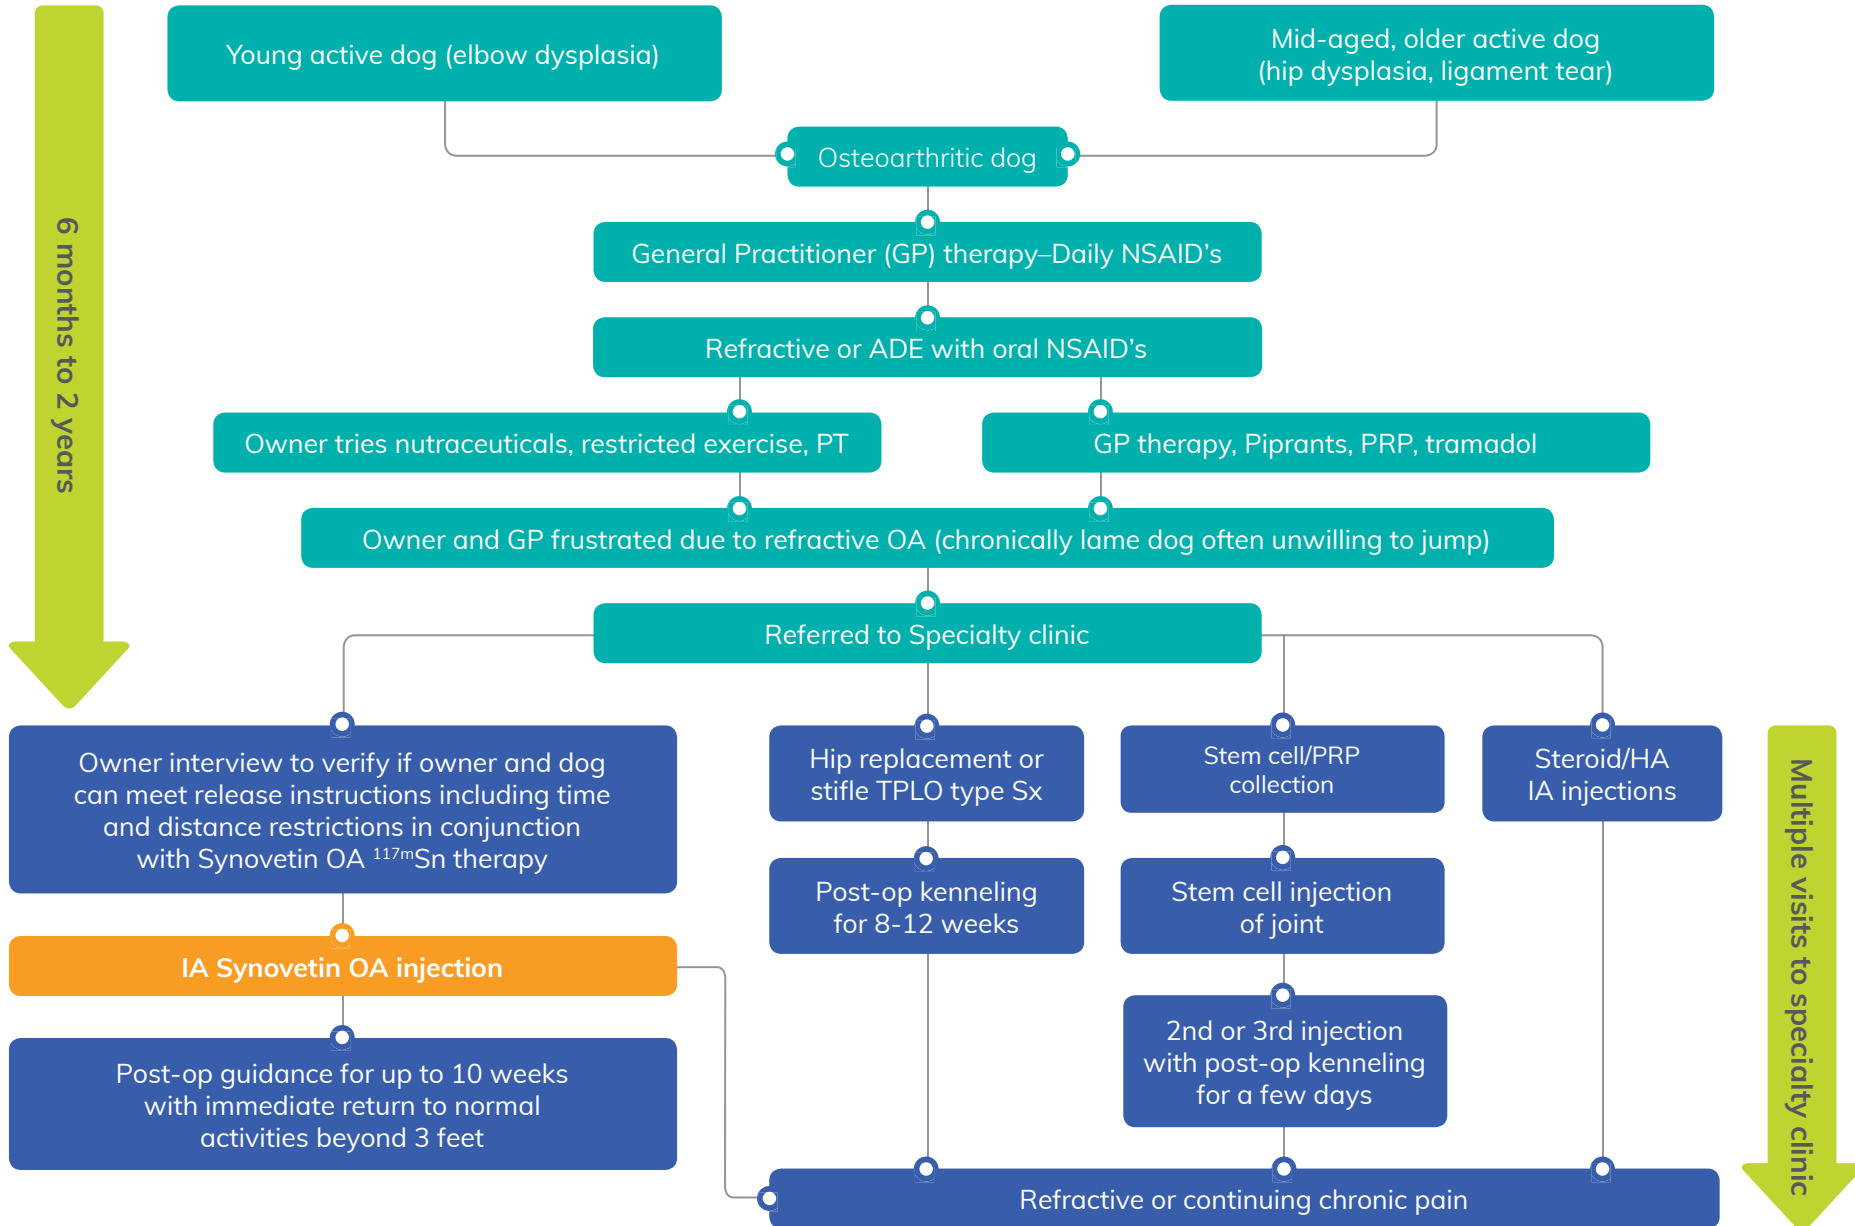 Young active dog (elbow dysplasia)
Mid-aged, older active dog
(hip dysplasia, ligament tear)
Osteoarthritic dog
General Practitioner (GP) therapy–Daily NSAID’s
Refractive or ADE with oral NSAID’s
Owner tries nutraceuticals, restricted exercise, PT
GP therapy, Piprants, PRP, tramadol
Owner and GP frustrated due to refractive OA (chronically lame dog often unwilling to jump)
Referred to Specialty clinic
6 months to 2 years
Owner interview to verify if owner and dog
can meet release instructions including time
and distance restrictions in conjunction
with Synovetin OA ¹¹⁷ᵐSn therapy
IA Synovetin OA injection
Post-op guidance for up to 10 weeks
with immediate return to normal
activities beyond 3 feet
Hip replacement or
stifle TPLO type Sx
Post-op kenneling
for 8-12 weeks
Stem cell/PRP
collection
Stem cell injection
of joint
2nd or 3rd injection
with post-op kenneling
for a few days
Steroid/HA
IA injections
Refractive or continuing chronic pain
Multiple visits to specialty clinic